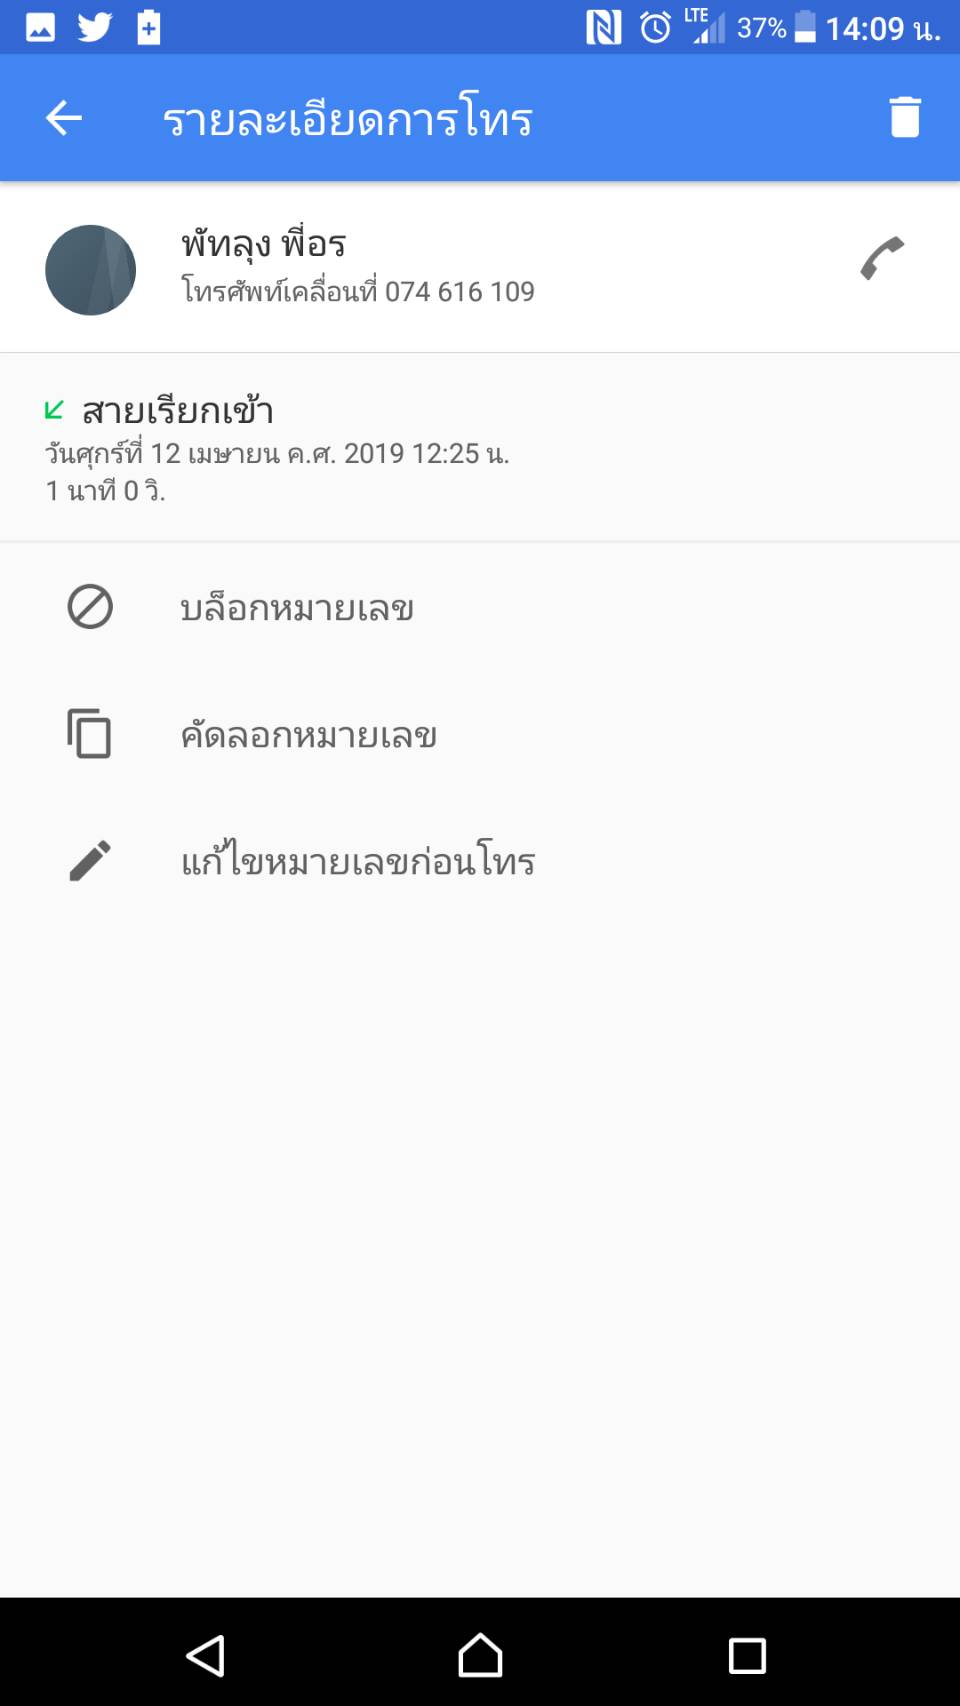 LTE 37% 14:09 น.
รายละเอียดการโทร
พัทลุง พี่อร
โทรศัพท์เคลื่อนที่ 074 616 109
สายเรียกเข้า
วันศุกร์ที่ 12 เมษายน ค.ศ. 2019 12:25 น.
1 นาที 0 วิ.
บล็อกหมายเลข
คัดลอกหมายเลข
แก้ไขหมายเลขก่อนโทร